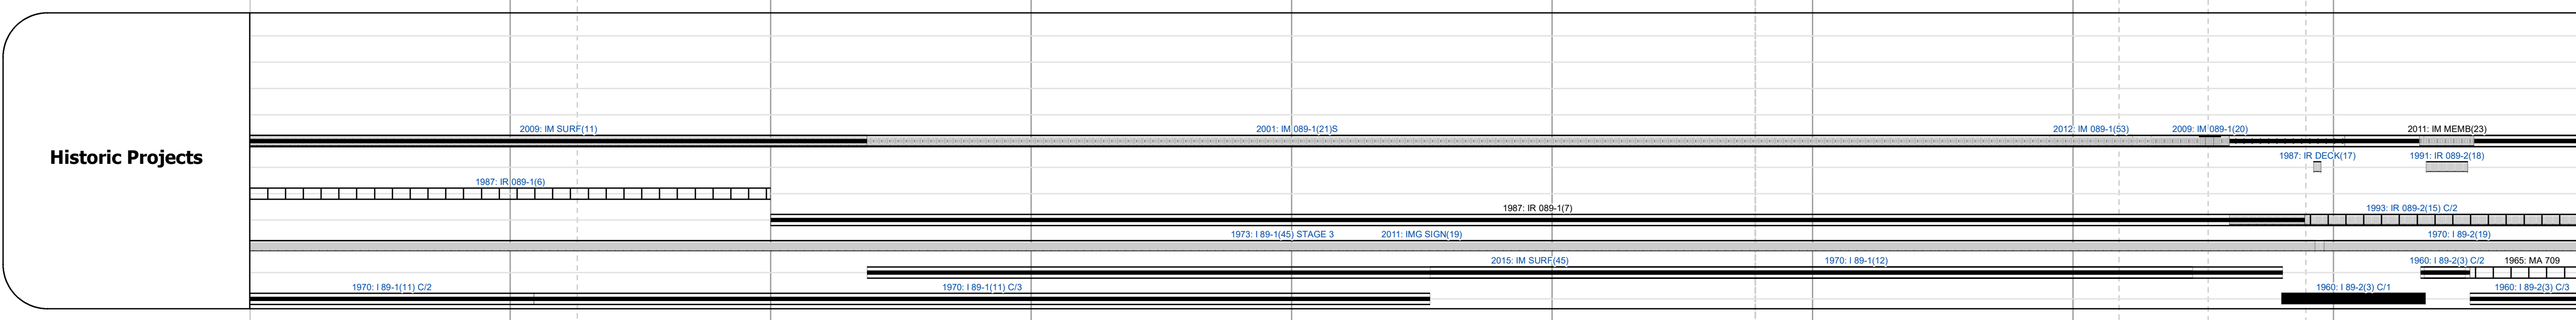 Historic Projects
2009: IM SURF(11) 2001: IM 089-1(21)S 2012: IM 089-1(53) 2009: IM 089-1(20) 2011: IM MEMB(23)
1987: IR DECK(17) 1991: IR 089-2(18)
1987: IR 089-1(6)
1987: IR 089-1(7) 1993: IR 089-2(15) C/2
1973: I 89-1(45) STAGE 3 2011: IMG SIGN(19) 1970: I 89-2(19)
2015: IM SURF(45) 1970: I 89-1(12) 1960: I 89-2(3) C/2 1965: MA 709
1970: I 89-1(11) C/2 1970: I 89-1(11) C/3 1960: I 89-2(3) C/1 1960: I 89-2(3) C/3